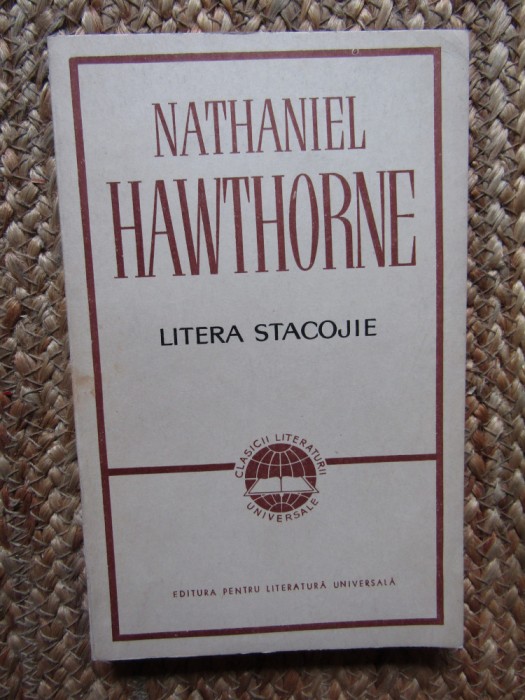 NATHANIEL
HAWTHORNE
LITERA STACOJIE
CLASICII LITERATURII
UNIVERSALE
EDITURA PENTRU LITERATURĂ UNIVERSALĂ